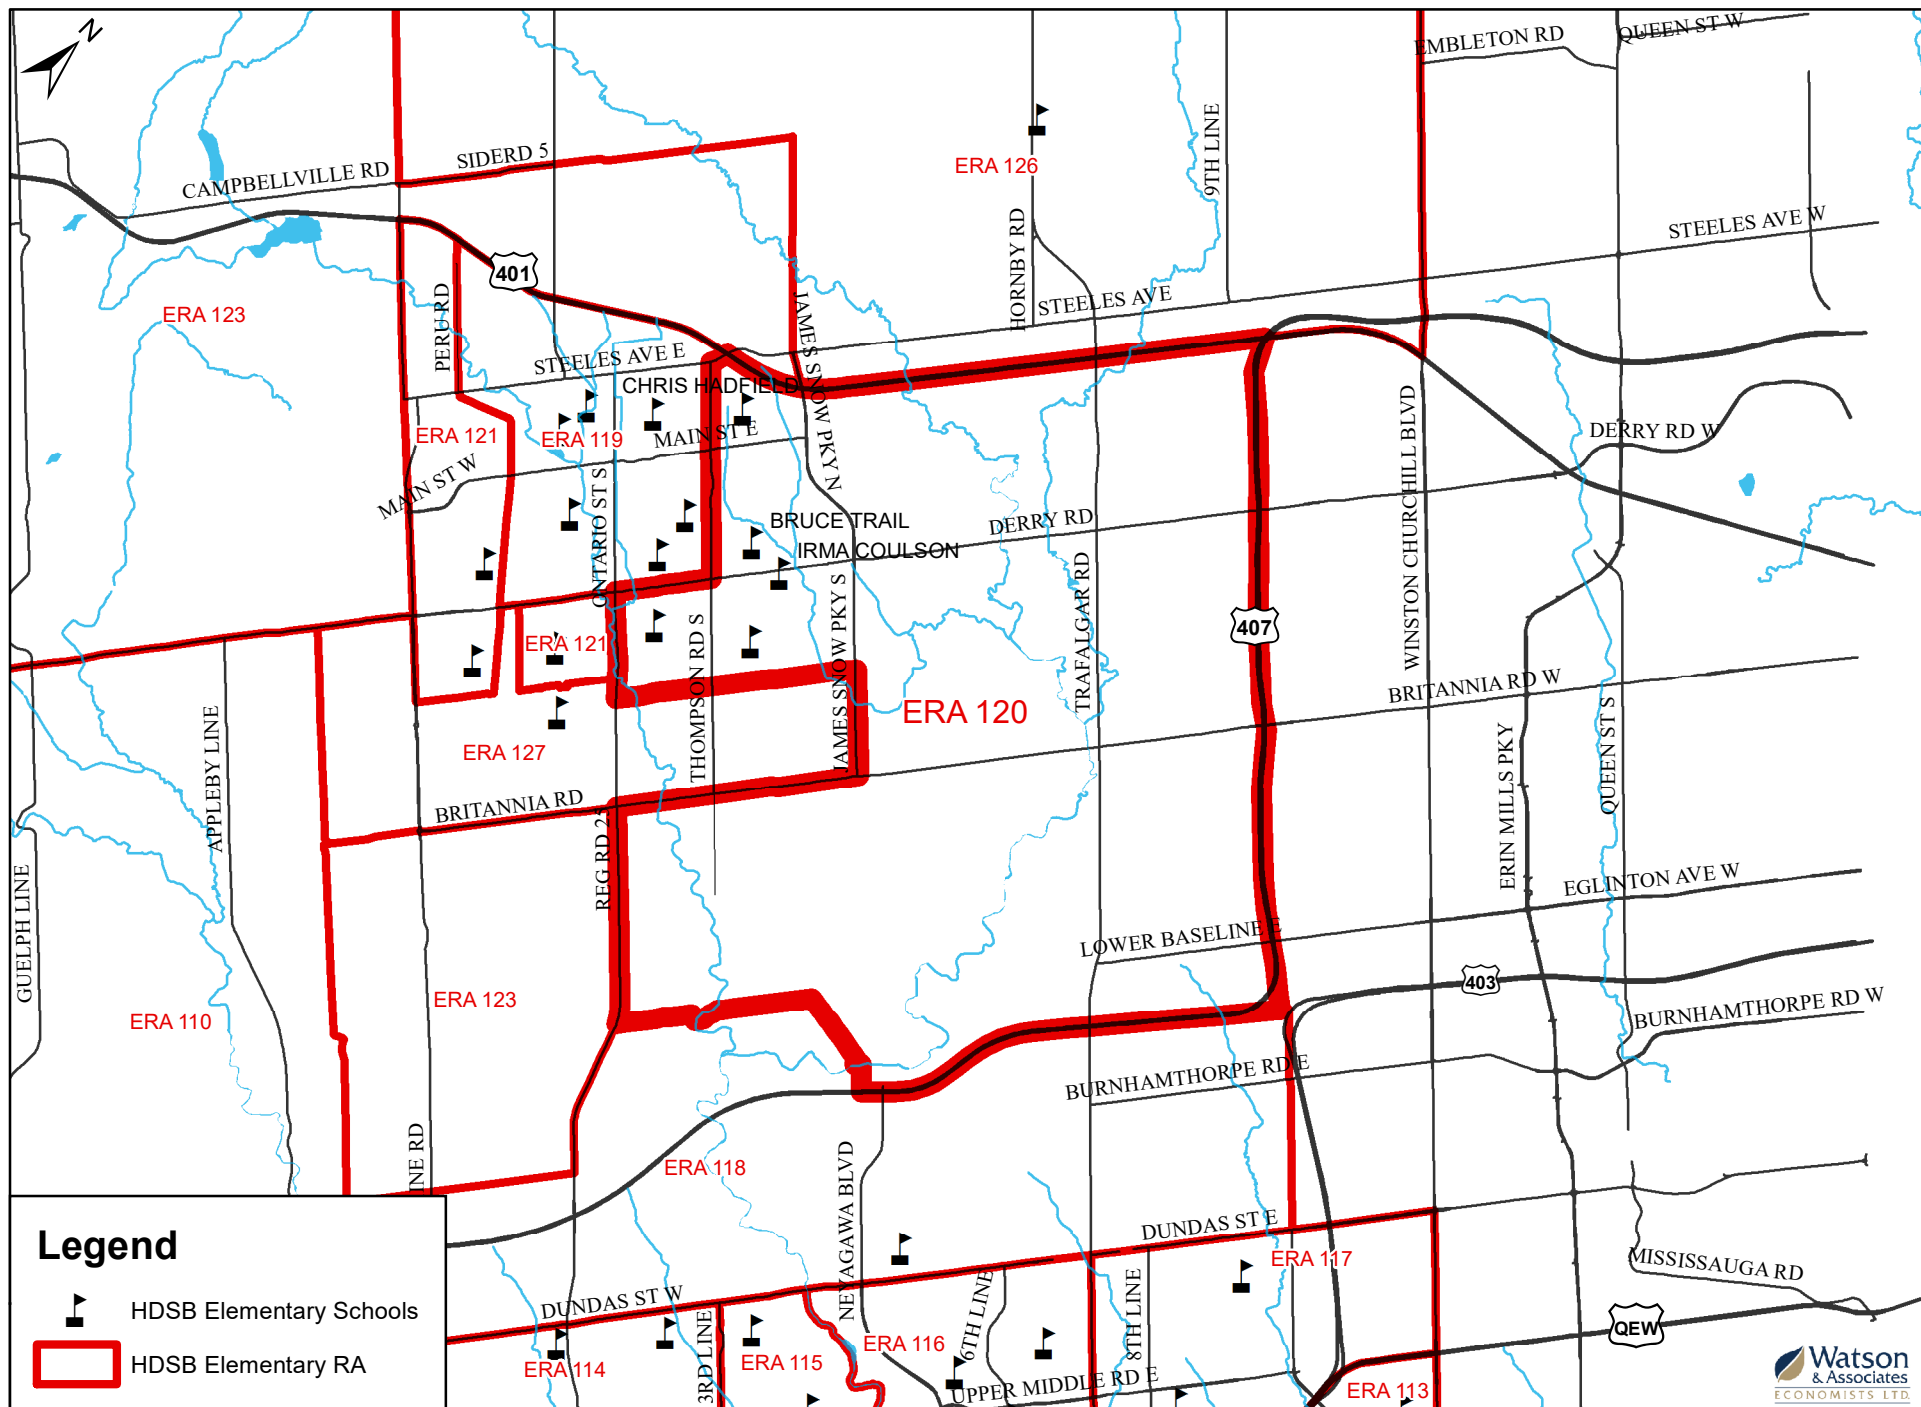 N
EMBLETON RD
QUEEN ST W
9TH LINE
SIDERD 5
CAMPBELLVILLE RD
ERA 126
HORNBY RD
STEELES AVE W
401
ERA 123
PERU RD
JAMES SNOW PKY N
STEELES AVE
STEELES AVE E
CHRIS HADFIELD
WINSTON CHURCHILL BLVD
ERA 121
ERA 119
MAIN ST E
DERRY RD W
MAIN ST W
ONTARIO ST S
BRUCE TRAIL
DERRY RD
IRMA COULSON
TRAFALGAR RD
JAMES SNOW PKY S
THOMPSON RD S
407
ERA 121
BRITANNIA RD W
ERA 120
APPLEBY LINE
ERA 127
QUEEN ST S
ERIN MILLS PKY
BRITANNIA RD
REG RD 25
GUELPH LINE
EGLINTON AVE W
LOWER BASELINE E
403
ERA 123
ERA 110
BURNHAMTHORPE RD W
BURNHAMTHORPE RD E
INE RD
ERA 118
NEYAGAWA BLVD
DUNDAS ST E
ERA 117
MISSISSAUGA RD
DUNDAS ST W
6TH LINE
8TH LINE
3RD LINE
QEW
ERA 116
ERA 115
ERA 114
UPPER MIDDLE RD E
ERA 113
Legend
HDSB Elementary Schools
HDSB Elementary RA
Watson
& Associates
ECONOMISTS LTD.